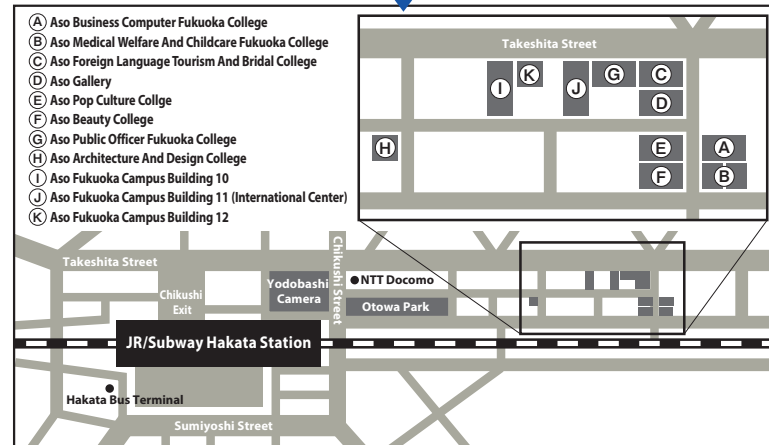 A Aso Business Computer Fukuoka College
B Aso Medical Welfare And Childcare Fukuoka College
C Aso Foreign Language Tourism And Bridal College
D Aso Gallery
E Aso Pop Culture Collge
F Aso Beauty College
G Aso Public Officer Fukuoka College
H Aso Architecture And Design College
I Aso Fukuoka Campus Building 10
J Aso Fukuoka Campus Building 11 (International Center)
K Aso Fukuoka Campus Building 12
Takeshita Street
I
K
J
G
C
D
H
E
A
F
B
Takeshita Street
Chikushi
Exit
Yodobashi
Camera
Chikushi Street
NTT Docomo
Otowa Park
JR/Subway Hakata Station
Hakata Bus Terminal
Sumiyoshi Street